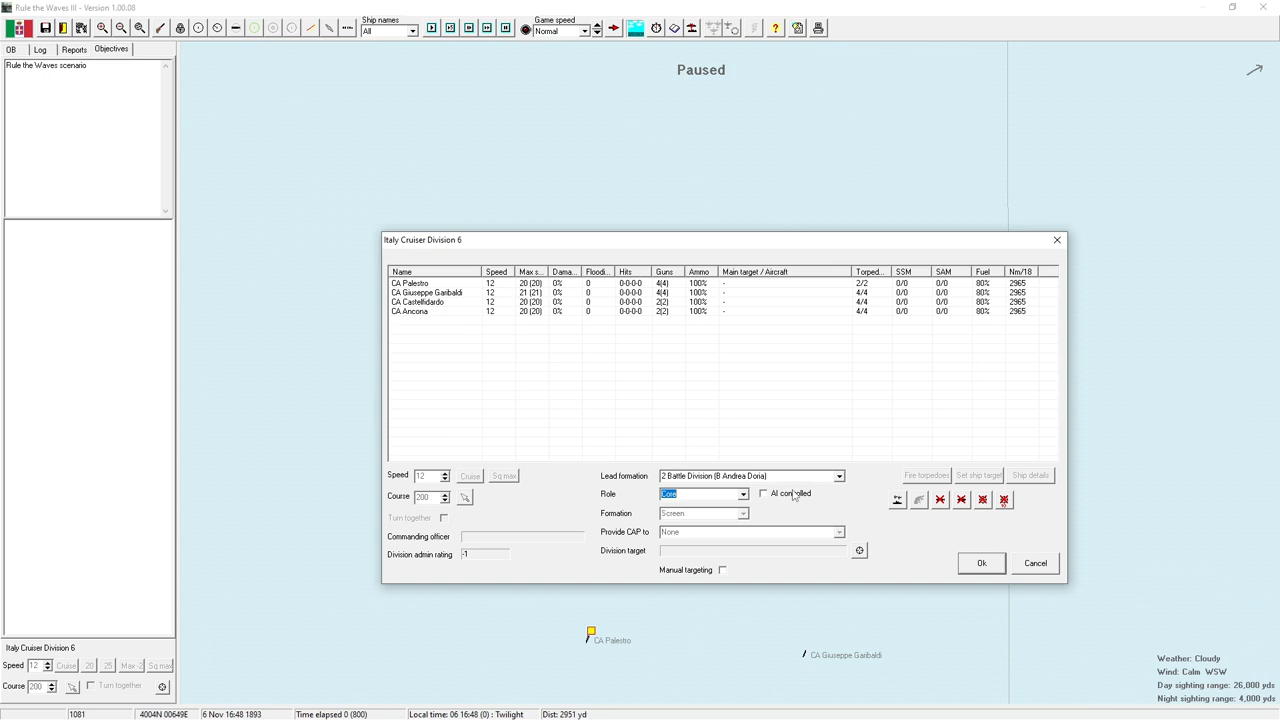 Rule the Waves III - Version 1.00.08
Ship names
All
Game speed
Normal
OB Log Reports Objectives
Rule the Waves scenario
Paused
Italy Cruiser Division 6
Name Speed Max s... Dama... Floodi... Hits Guns Ammo Main target / Aircraft Torped... SSM SAM Fuel Nm/18
CA Palestro 12 20 (20) 0% 0 0-0-0-0 4(4) 100% - 2/2 0/0 0/0 80% 2965
CA Giuseppe Garibaldi 12 21 (21) 0% 0 0-0-0-0 4(4) 100% - 4/4 0/0 0/0 80% 2965
CA Castelfidardo 12 20 (20) 0% 0 0-0-0-0 2(2) 100% - 4/4 0/0 0/0 80% 2965
CA Ancona 12 20 (20) 0% 0 0-0-0-0 2(2) 100% - 4/4 0/0 0/0 80% 2965
Speed 12 Cruise Sq max
Lead formation 2 Battle Division (B Andrea Doria)
Fire torpedoes Set ship target Ship details
Course 200
Role Core AI controlled
Turn together
Formation Screen
Commanding officer
Provide CAP to None
Division admin rating -1
Division target
Manual targeting
Ok Cancel
CA Palestro
CA Giuseppe Garibaldi
Italy Cruiser Division 6
Speed 12 Cruise 20 25 Max -2 Sq max
Course 200 Turn together
Weather: Cloudy
Wind: Calm WSW
Day sighting range: 26,000 yds
Night sighting range: 4,000 yds
1081 4004N 00649E 6 Nov 16:48 1893 Time elapsed 0 (800) Local time: 06 16:48 (0) : Twilight Dist: 2951 yd